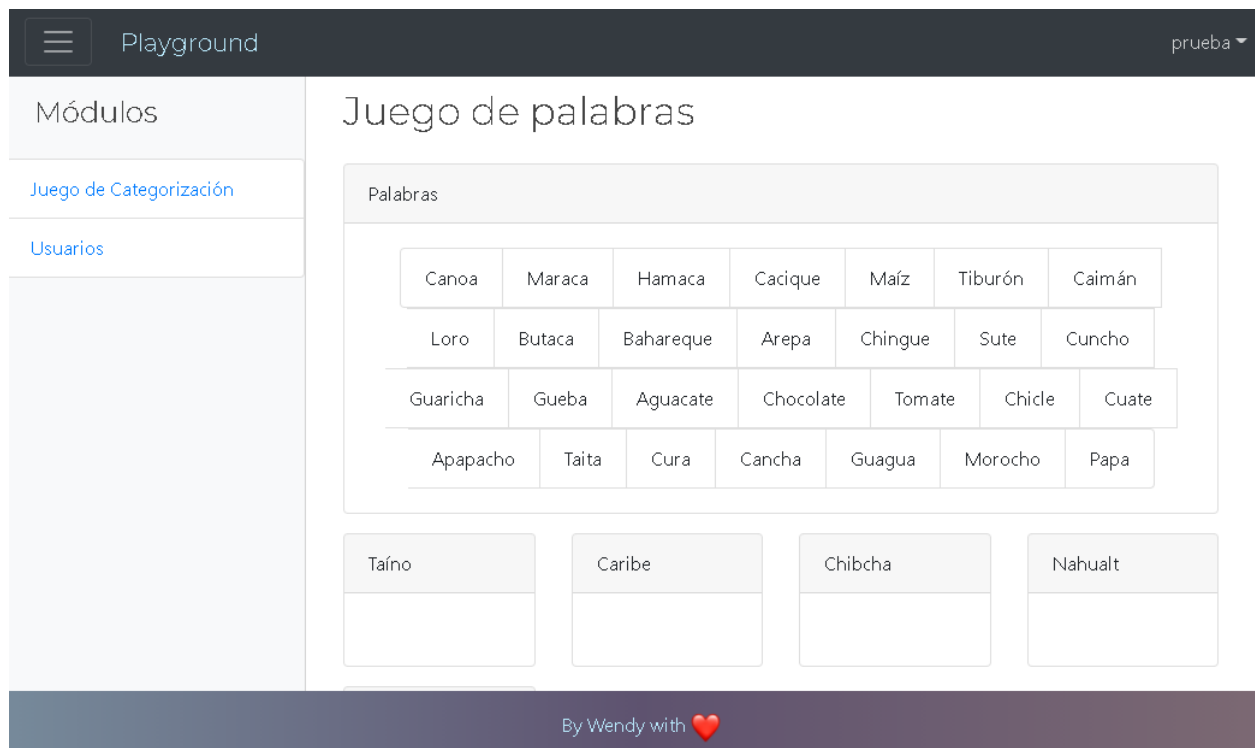 Playground prueba
Módulos
Juego de Categorización
Usuarios
Juego de palabras
Palabras
Canoa Maraca Hamaca Cacique Maíz Tiburón Caimán
Loro Butaca Bahareque Arepa Chingue Sute Cuncho
Guaricha Gueba Aguacate Chocolate Tomate Chicle Cuate
Apapacho Taita Cura Cancha Guagua Morocho Papa
Taíno Caribe Chibcha Nahualt
By Wendy with ❤️